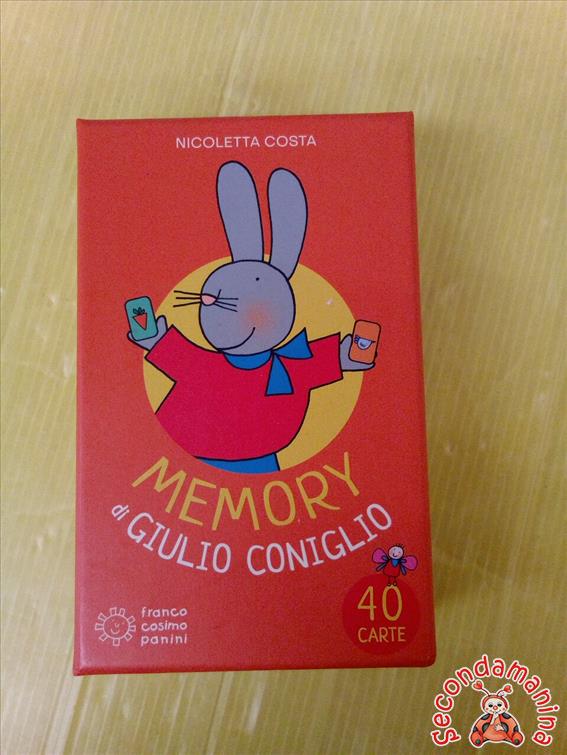 NICOLETTA COSTA
MEMORY
di GIULIO CONIGLIO
40
CARTE
franco
cosimo
panini
secondamanina